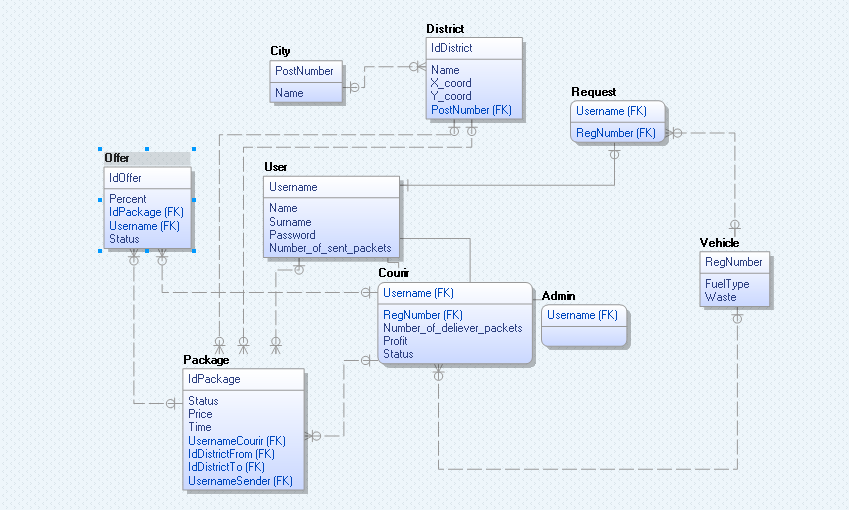 District
IdDistrict
Name
X_coord
Y_coord
PostNumber (FK)
City
PostNumber
Name
Request
Username (FK)
RegNumber (FK)
Offer
IdOffer
Percent
IdPackage (FK)
Username (FK)
Status
User
Username
Name
Surname
Password
Number_of_sent_packets
Vehicle
RegNumber
FuelType
Waste
Courir
Username (FK)
RegNumber (FK)
Number_of_deliever_packets
Profit
Status
Admin
Username (FK)
Package
IdPackage
Status
Price
Time
UsernameCourir (FK)
IdDistrictFrom (FK)
IdDistrictTo (FK)
UsernameSender (FK)